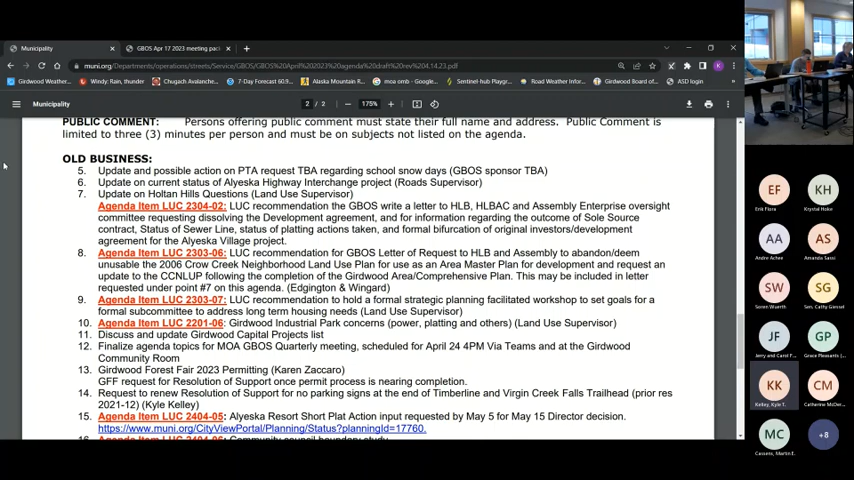 Municipality
GBOS Apr 17 2023 meeting pac
muni.org/Departments/operations/streets/Service/GBOS/GBOS%20April%202023%20agenda%20draft%20rev%204.14.23.pdf
Girdwood Weather...
Windy: Rain, thunder
Chugach Avalanche...
7-Day Forecast 60.9...
Alaska Mountain R...
moa omb - Google...
Sentinel-hub Playgr...
Road Weather Infor...
Girdwood Board of...
ASD login
Municipality
2 / 2
175%
PUBLIC COMMENT: Persons offering public comment must state their full name and address. Public Comment is
limited to three (3) minutes per person and must be on subjects not listed on the agenda.
OLD BUSINESS:
5. Update and possible action on PTA request TBA regarding school snow days (GBOS sponsor TBA)
6. Update on current status of Alyeska Highway Interchange project (Roads Supervisor)
7. Update on Holtan Hills Questions (Land Use Supervisor)
Agenda Item LUC 2304-02: LUC recommendation the GBOS write a letter to HLB, HLBAC and Assembly Enterprise oversight
committee requesting dissolving the Development agreement, and for information regarding the outcome of Sole Source
contract, Status of Sewer Line, status of platting actions taken, and formal bifurcation of original investors/development
agreement for the Alyeska Village project.
8. Agenda Item LUC 2303-06: LUC recommendation for GBOS Letter of Request to HLB and Assembly to abandon/deem
unusable the 2006 Crow Creek Neighborhood Land Use Plan for use as an Area Master Plan for development and request an
update to the CCNLUP following the completion of the Girdwood Area/Comprehensive Plan. This may be included in letter
requested under point #7 on this agenda. (Edgington & Wingard)
9. Agenda Item LUC 2303-07: LUC recommendation to hold a formal strategic planning facilitated workshop to set goals for a
formal subcommittee to address long term housing needs (Land Use Supervisor)
10. Agenda Item LUC 2201-06: Girdwood Industrial Park concerns (power, platting and others) (Land Use Supervisor)
11. Discuss and update Girdwood Capital Projects list
12. Finalize agenda topics for MOA GBOS Quarterly meeting, scheduled for April 24 4PM Via Teams and at the Girdwood
Community Room
13. Girdwood Forest Fair 2023 Permitting (Karen Zaccaro)
GFF request for Resolution of Support once permit process is nearing completion.
14. Request to renew Resolution of Support for no parking signs at the end of Timberline and Virgin Creek Falls Trailhead (prior res
2021-12) (Kyle Kelley)
15. Agenda Item LUC 2404-05: Alyeska Resort Short Plat Action input requested by May 5 for May 15 Director decision.
https://www.muni.org/CityViewPortal/Planning/Status?planningId=17760.
16. Agenda Item LUC 2404-06: Community council boundary study
EF
KH
AA
Andre Achee
AS
SW
SG
JF
GP
KK
Kelley, Kyle T.
CM
MC
+8